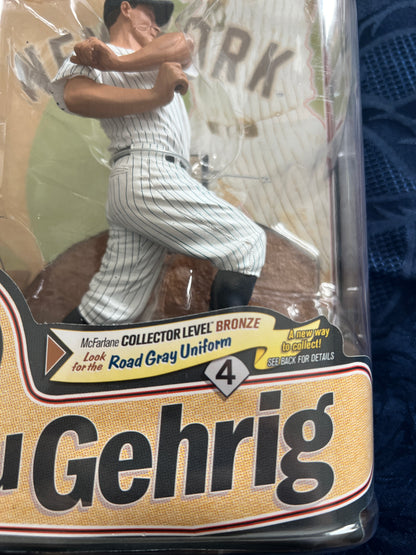 NEW YORK
McFarlane COLLECTOR LEVEL™ BRONZE
Look for the Road Gray Uniform
A new way to collect!
SEE BACK FOR DETAILS
4
u Gehrig